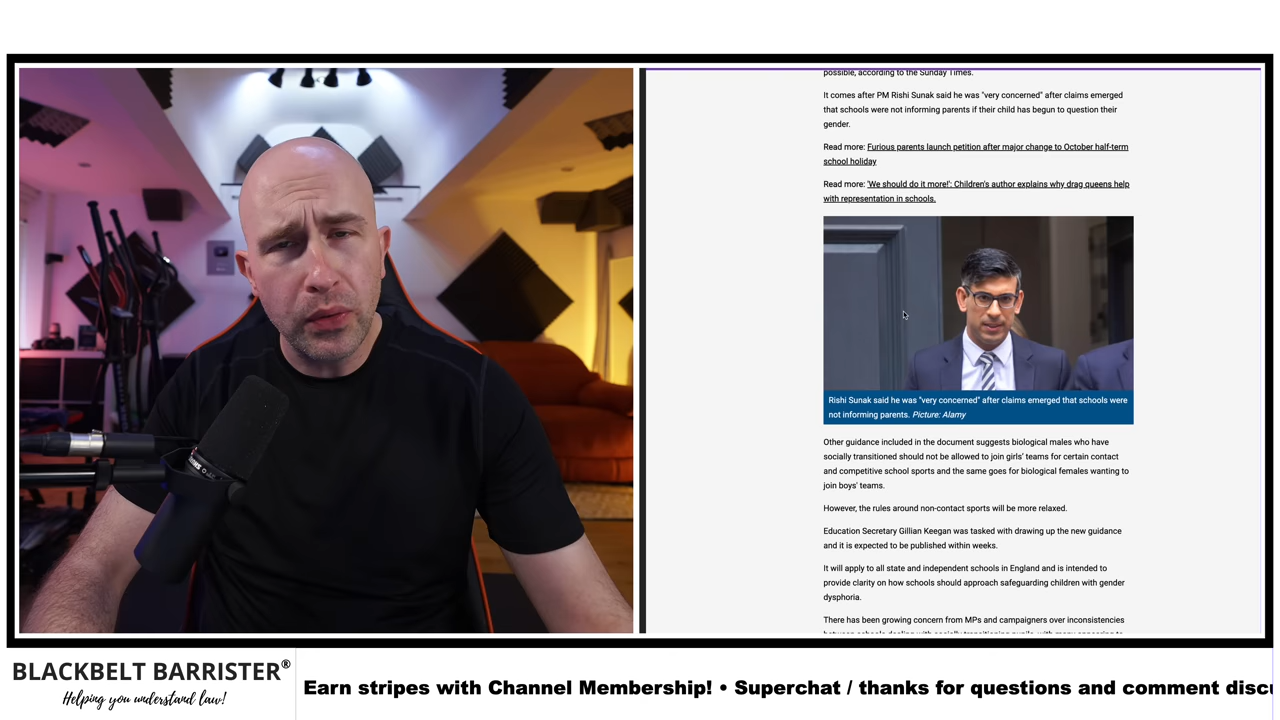 possible, according to the Sunday Times.
It comes after PM Rishi Sunak said he was "very concerned" after claims emerged
that schools were not informing parents if their child has begun to question their
gender.
Read more: Furious parents launch petition after major change to October half-term
school holiday
Read more: 'We should do it more!': Children's author explains why drag queens help
with representation in schools.
Rishi Sunak said he was "very concerned" after claims emerged that schools were
not informing parents. Picture: Alamy
Other guidance included in the document suggests biological males who have
socially transitioned should not be allowed to join girls' teams for certain contact
and competitive school sports and the same goes for biological females wanting to
join boys' teams.
However, the rules around non-contact sports will be more relaxed.
Education Secretary Gillian Keegan was tasked with drawing up the new guidance
and it is expected to be published within weeks.
It will apply to all state and independent schools in England and is intended to
provide clarity on how schools should approach safeguarding children with gender
dysphoria.
There has been growing concern from MPs and campaigners over inconsistencies
BLACKBELT BARRISTER®
Helping you understand law!
Earn stripes with Channel Membership! • Superchat / thanks for questions and comment